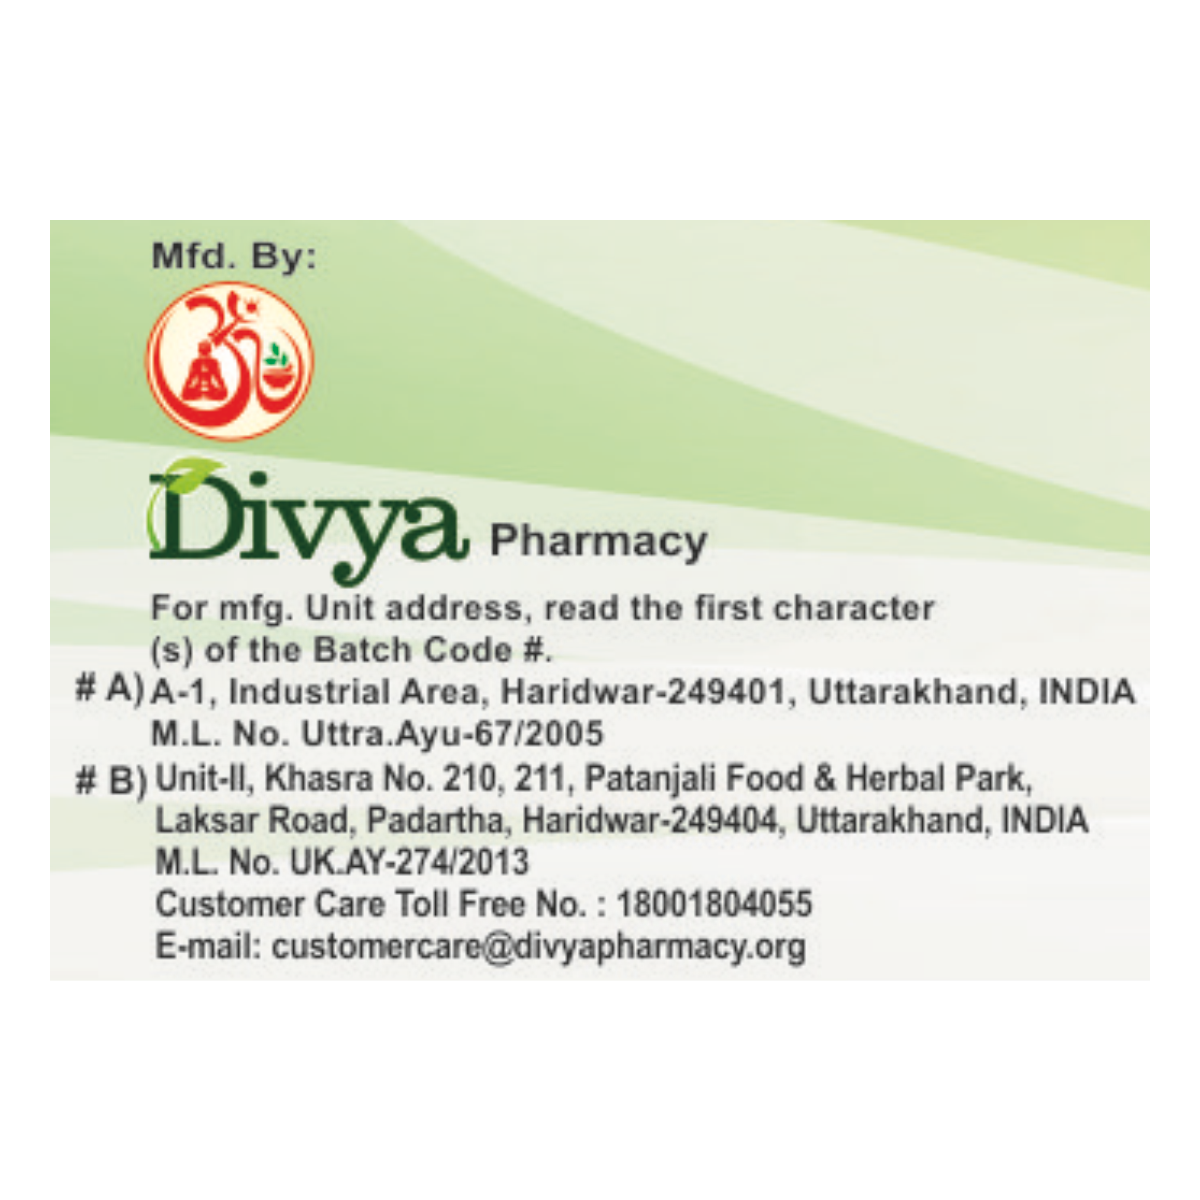 Mfd. By:
Divya Pharmacy
For mfg. Unit address, read the first character
(s) of the Batch Code #.
# A) A-1, Industrial Area, Haridwar-249401, Uttarakhand, INDIA
M.L. No. Uttra.Ayu-67/2005
# B) Unit-II, Khasra No. 210, 211, Patanjali Food & Herbal Park,
Laksar Road, Padartha, Haridwar-249404, Uttarakhand, INDIA
M.L. No. UK.AY-274/2013
Customer Care Toll Free No. : 18001804055
E-mail: customercare@divyapharmacy.org